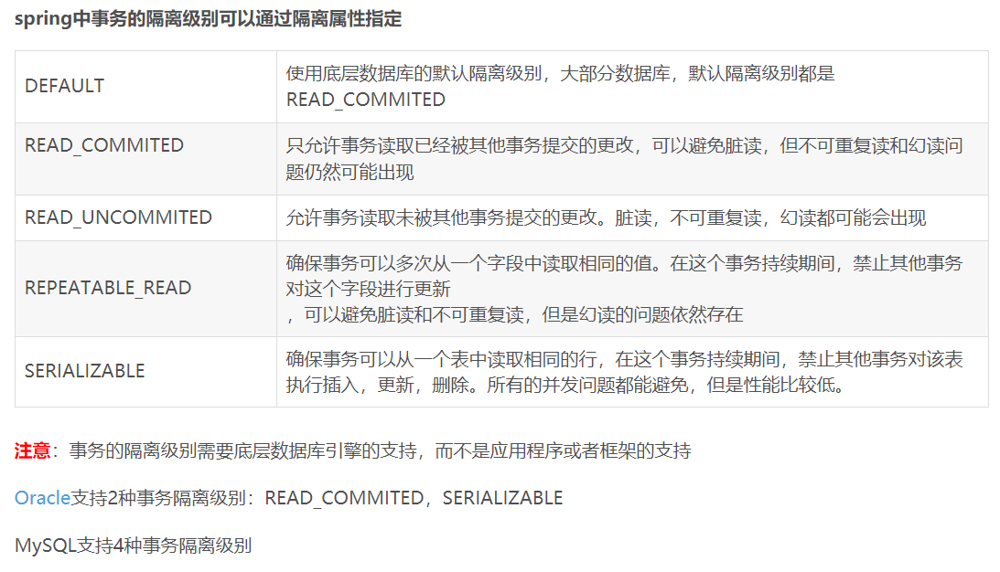 spring中事务的隔离级别可以通过隔离属性指定
DEFAULT
使用底层数据库的默认隔离级别，大部分数据库，默认隔离级别都是
READ_COMMITED
READ_COMMITED
只允许事务读取已经被其他事务提交的更改，可以避免脏读，但不可重复读和幻读问
题仍然可能出现
READ_UNCOMMITED
允许事务读取未被其他事务提交的更改。脏读，不可重复读，幻读都可能会出现
REPEATABLE_READ
确保事务可以多次从一个字段中读取相同的值。在这个事务持续期间，禁止其他事务
对这个字段进行更新
，可以避免脏读和不可重复读，但是幻读的问题依然存在
SERIALIZABLE
确保事务可以从一个表中读取相同的行，在这个事务持续期间，禁止其他事务对该表
执行插入，更新，删除。所有的并发问题都能避免，但是性能比较低。
注意：事务的隔离级别需要底层数据库引擎的支持，而不是应用程序或者框架的支持
Oracle支持2种事务隔离级别：READ_COMMITED，SERIALIZABLE
MySQL支持4种事务隔离级别